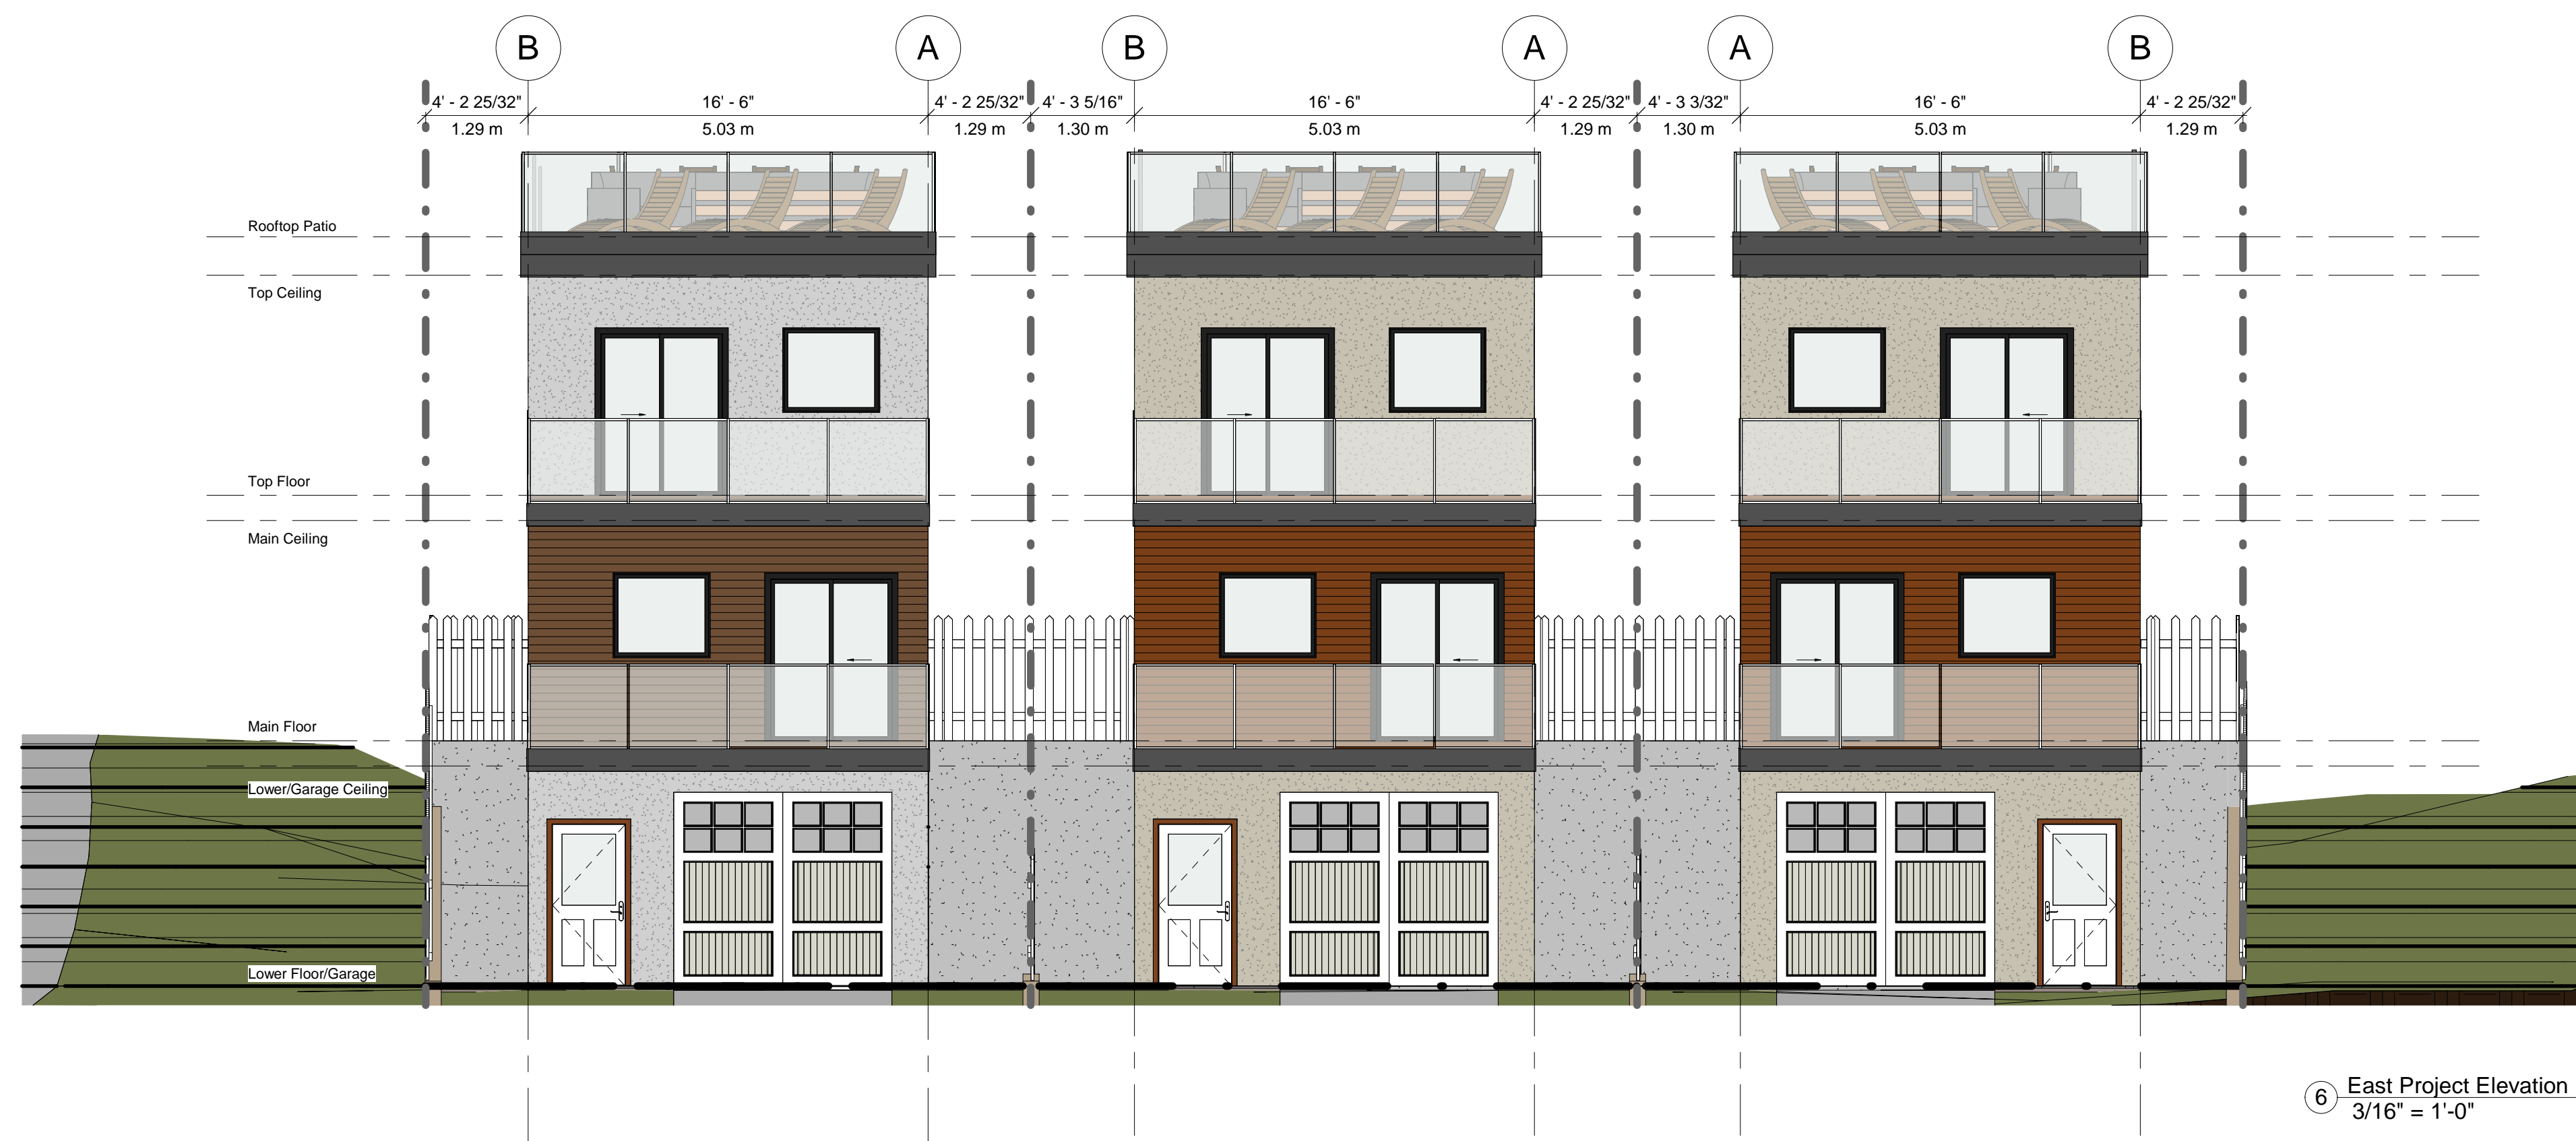 B A B A A B
4' - 2 25/32" 16' - 6" 4' - 2 25/32" 4' - 3 5/16" 16' - 6" 4' - 2 25/32" 4' - 3 3/32" 16' - 6" 4' - 2 25/32"
1.29 m 5.03 m 1.29 m 1.30 m 5.03 m 1.29 m 1.30 m 5.03 m 1.29 m
Rooftop Patio
Top Ceiling
Top Floor
Main Ceiling
Main Floor
Lower/Garage Ceiling
Lower Floor/Garage
6 East Project Elevation
3/16" = 1'-0"